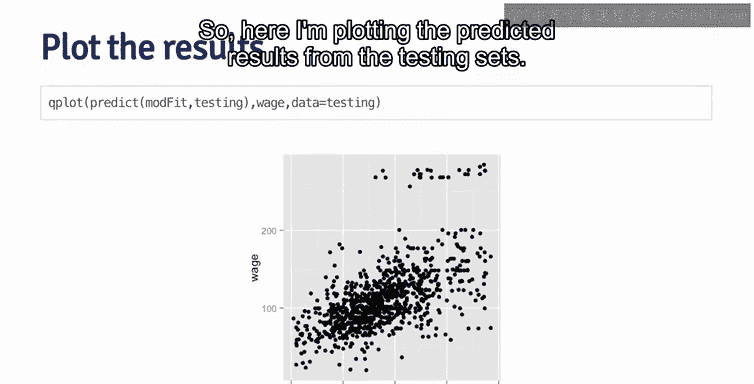 So, here I'm plotting the predicted
results from the testing sets.
Plot the results
qplot(predict(modFit,testing),wage,data=testing)
200
wage
100